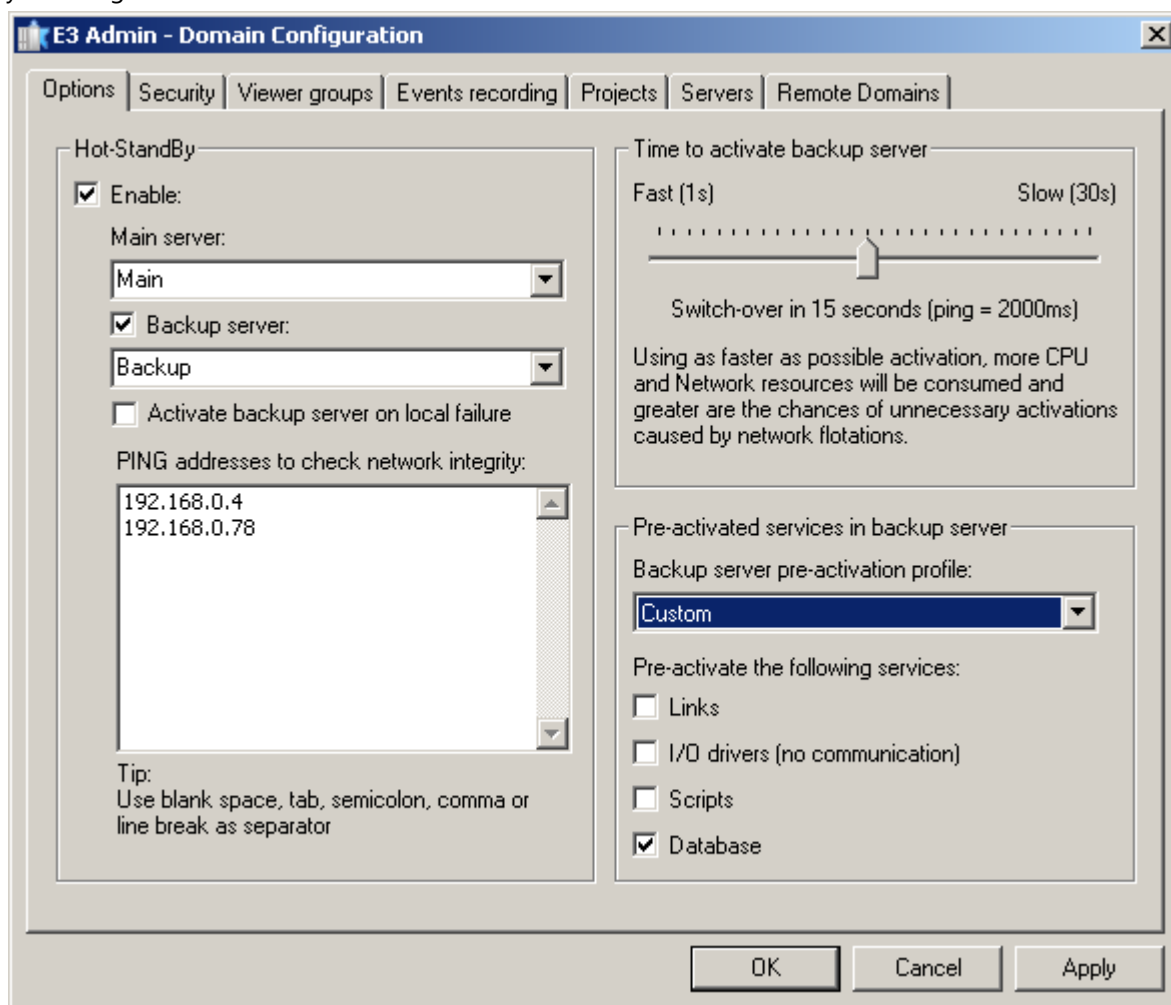 E3 Admin - Domain Configuration
Options
Security
Viewer groups
Events recording
Projects
Servers
Remote Domains
Hot-StandBy
Enable:
Main server:
Main
Backup server:
Backup
Activate backup server on local failure
PING addresses to check network integrity:
192.168.0.4
192.168.0.78
Tip:
Use blank space, tab, semicolon, comma or
line break as separator
Time to activate backup server
Fast (1s)
Slow (30s)
Switch-over in 15 seconds (ping = 2000ms)
Using as faster as possible activation, more CPU
and Network resources will be consumed and
greater are the chances of unnecessary activations
caused by network flotations.
Pre-activated services in backup server
Backup server pre-activation profile:
Custom
Pre-activate the following services:
Links
I/O drivers (no communication)
Scripts
Database
OK
Cancel
Apply